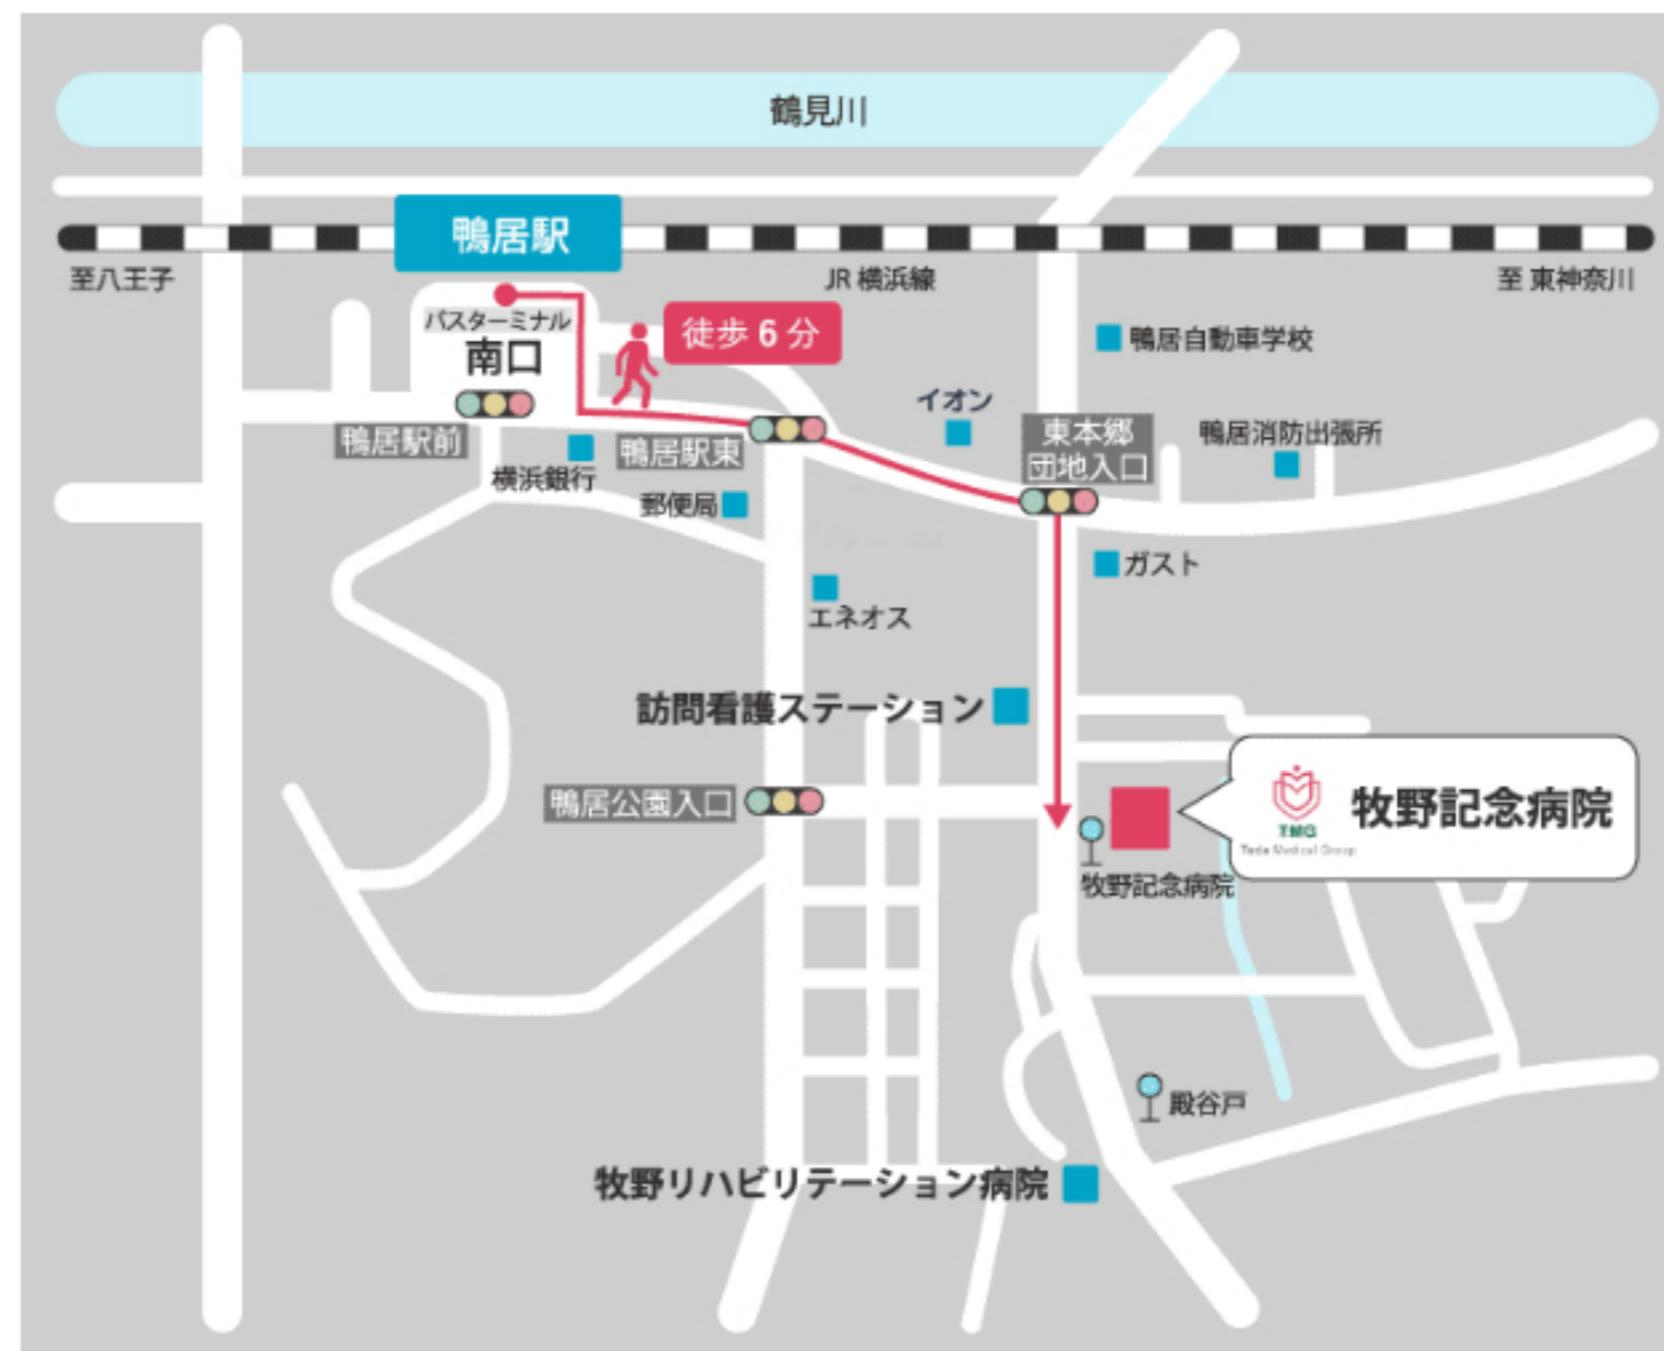 鶴見川
鴨居駅
至八王子
JR 横浜線
至 東神奈川
バスターミナル
南口
徒歩 6 分
鴨居自動車学校
イオン
鴨居駅前
横浜銀行
鴨居駅東
東本郷
団地入口
鴨居消防出張所
郵便局
ガスト
エネオス
訪問看護ステーション
鴨居公園入口
TMG
Toda Medical Group
牧野記念病院
牧野記念病院
殿谷戸
牧野リハビリテーション病院